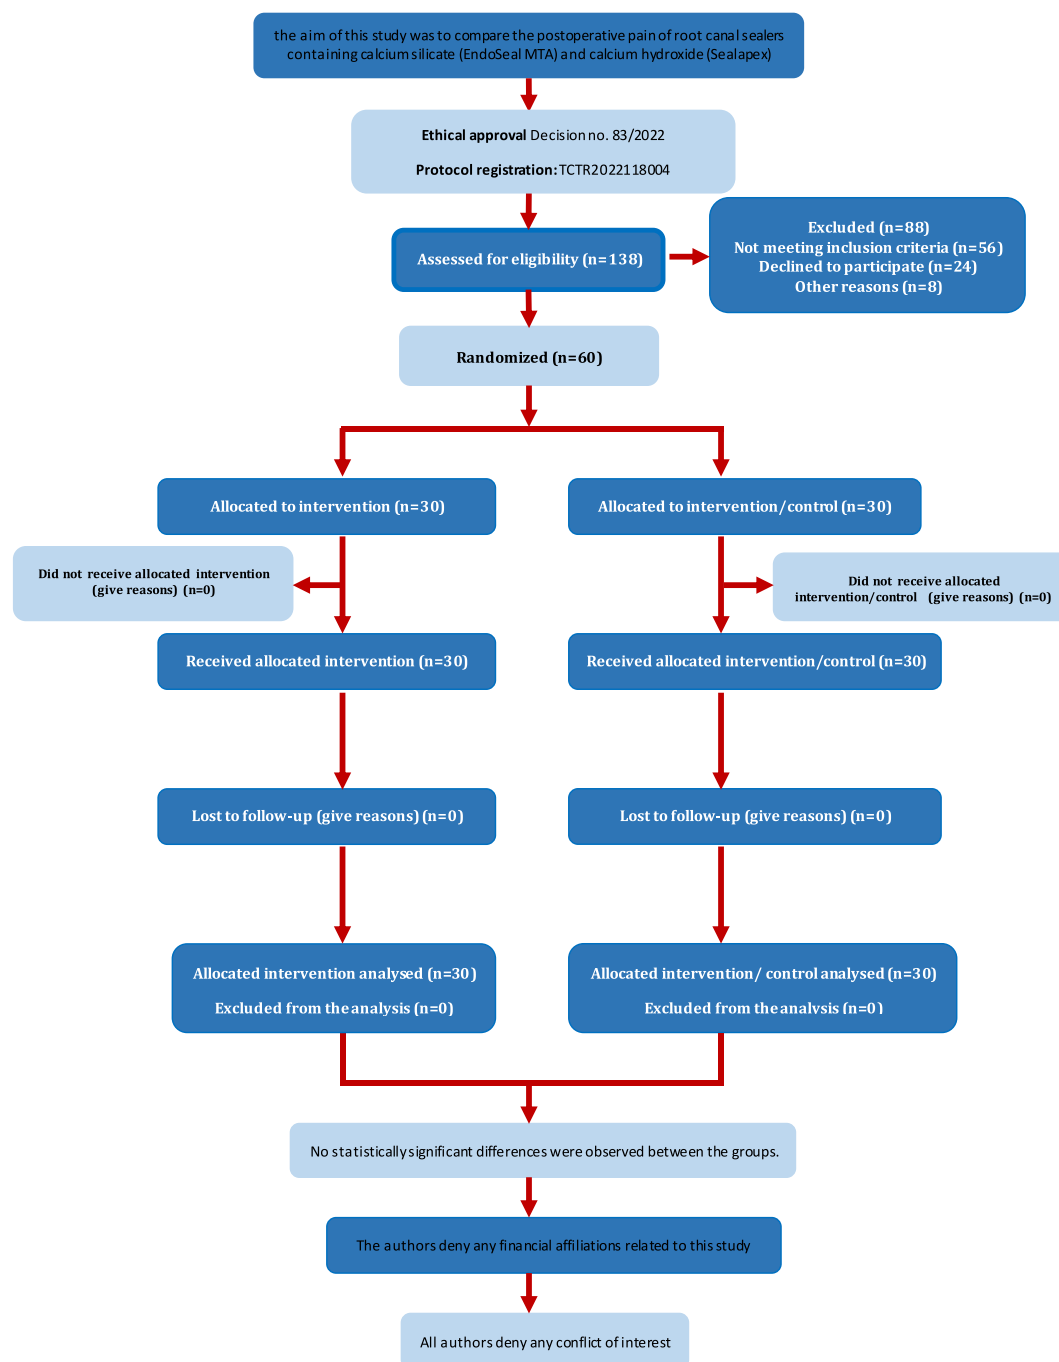 the aim of this study was to compare the postoperative pain of root canal sealers
containing calcium silicate (EndoSeal MTA) and calcium hydroxide (Sealapex)
Ethical approval Decision no. 83/2022
Protocol registration: TCTR2022118004
Assessed for eligibility (n=138)
Excluded (n=88)
Not meeting inclusion criteria (n=56)
Declined to participate (n=24)
Other reasons (n=8)
Randomized (n=60)
Allocated to intervention (n=30)
Allocated to intervention/control (n=30)
Did not receive allocated intervention
(give reasons) (n=0)
Did not receive allocated
intervention/control (give reasons) (n=0)
Received allocated intervention (n=30)
Received allocated intervention/control (n=30)
Lost to follow-up (give reasons) (n=0)
Lost to follow-up (give reasons) (n=0)
Allocated intervention analysed (n=30)
Excluded from the analysis (n=0)
Allocated intervention/ control analysed (n=30)
Excluded from the analysis (n=0)
No statistically significant differences were observed between the groups.
The authors deny any financial affiliations related to this study
All authors deny any conflict of interest